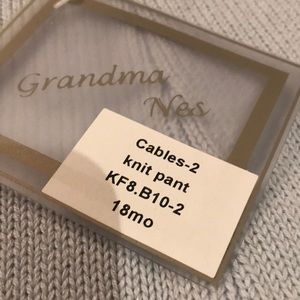 Grandma
Nes
Cables-2
knit pant
KF8.B10-2
18mo